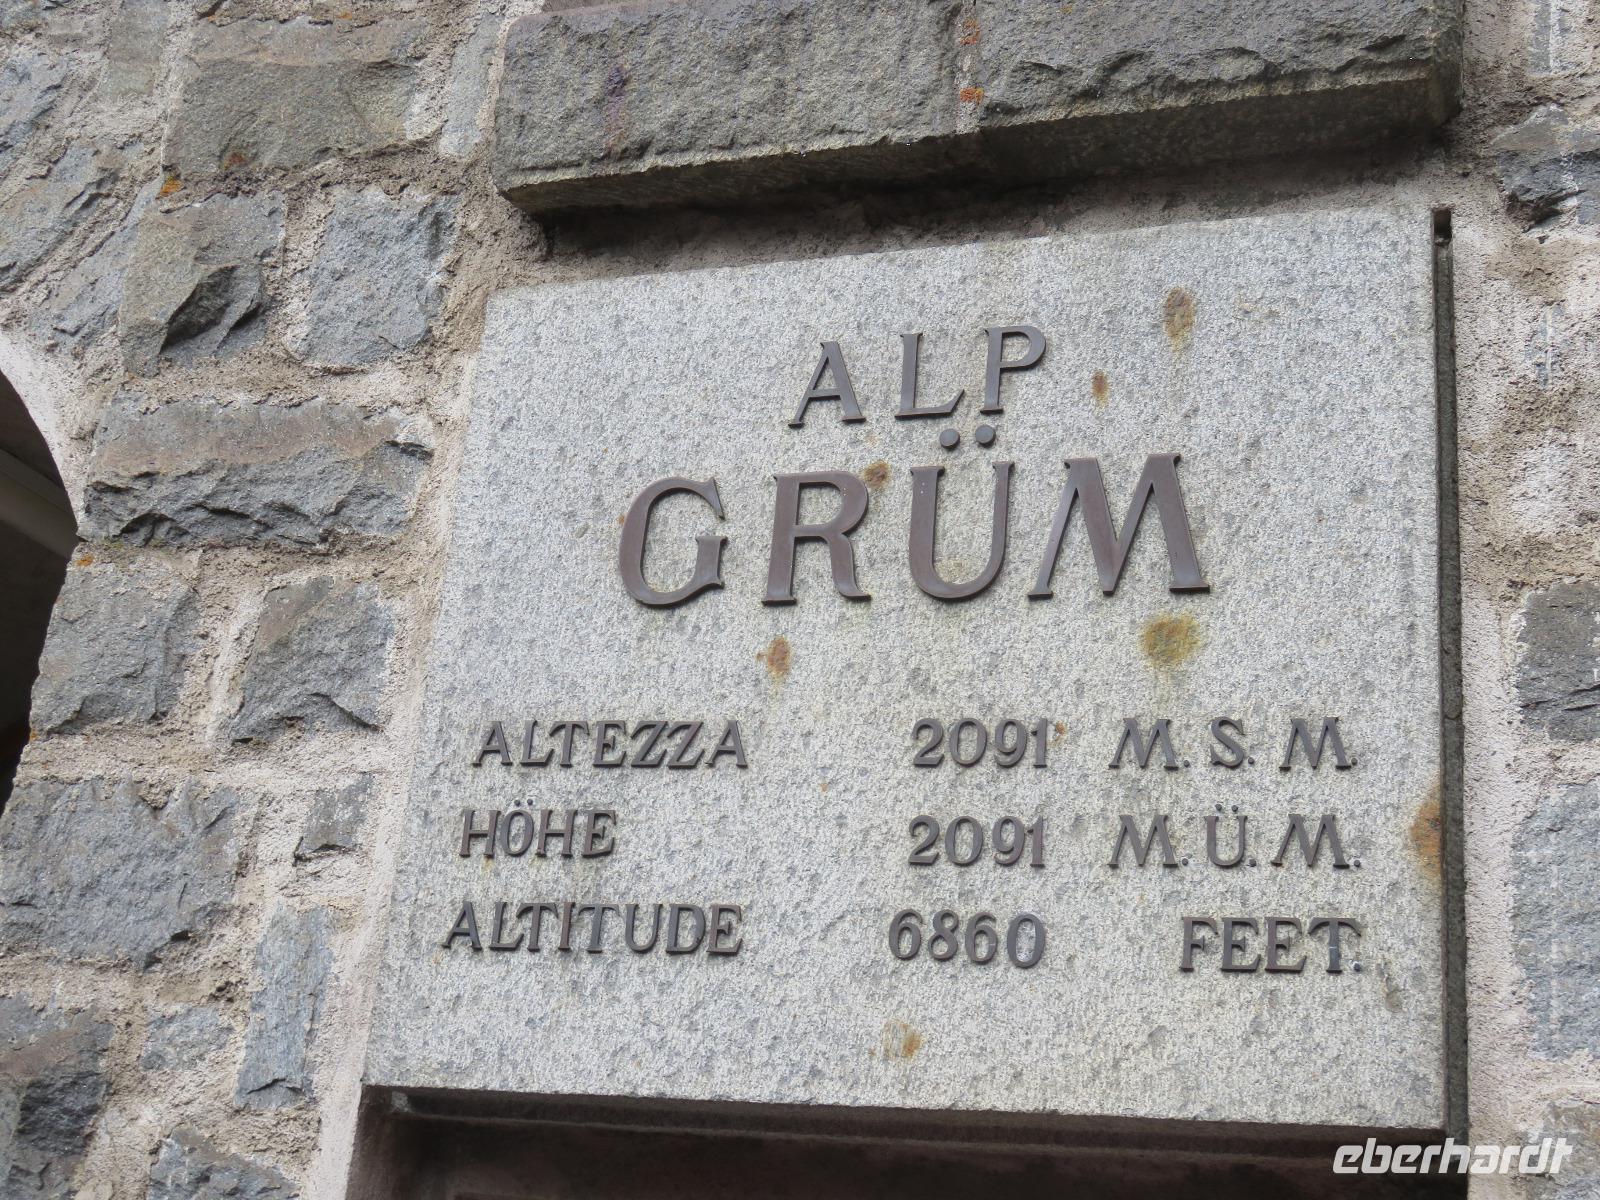 ALP
GRÜM
ALTEZZA 2091 M. S. M.
HÖHE 2091 M.Ü.M.
ALTITUDE 6860 FEET.
eberhardt